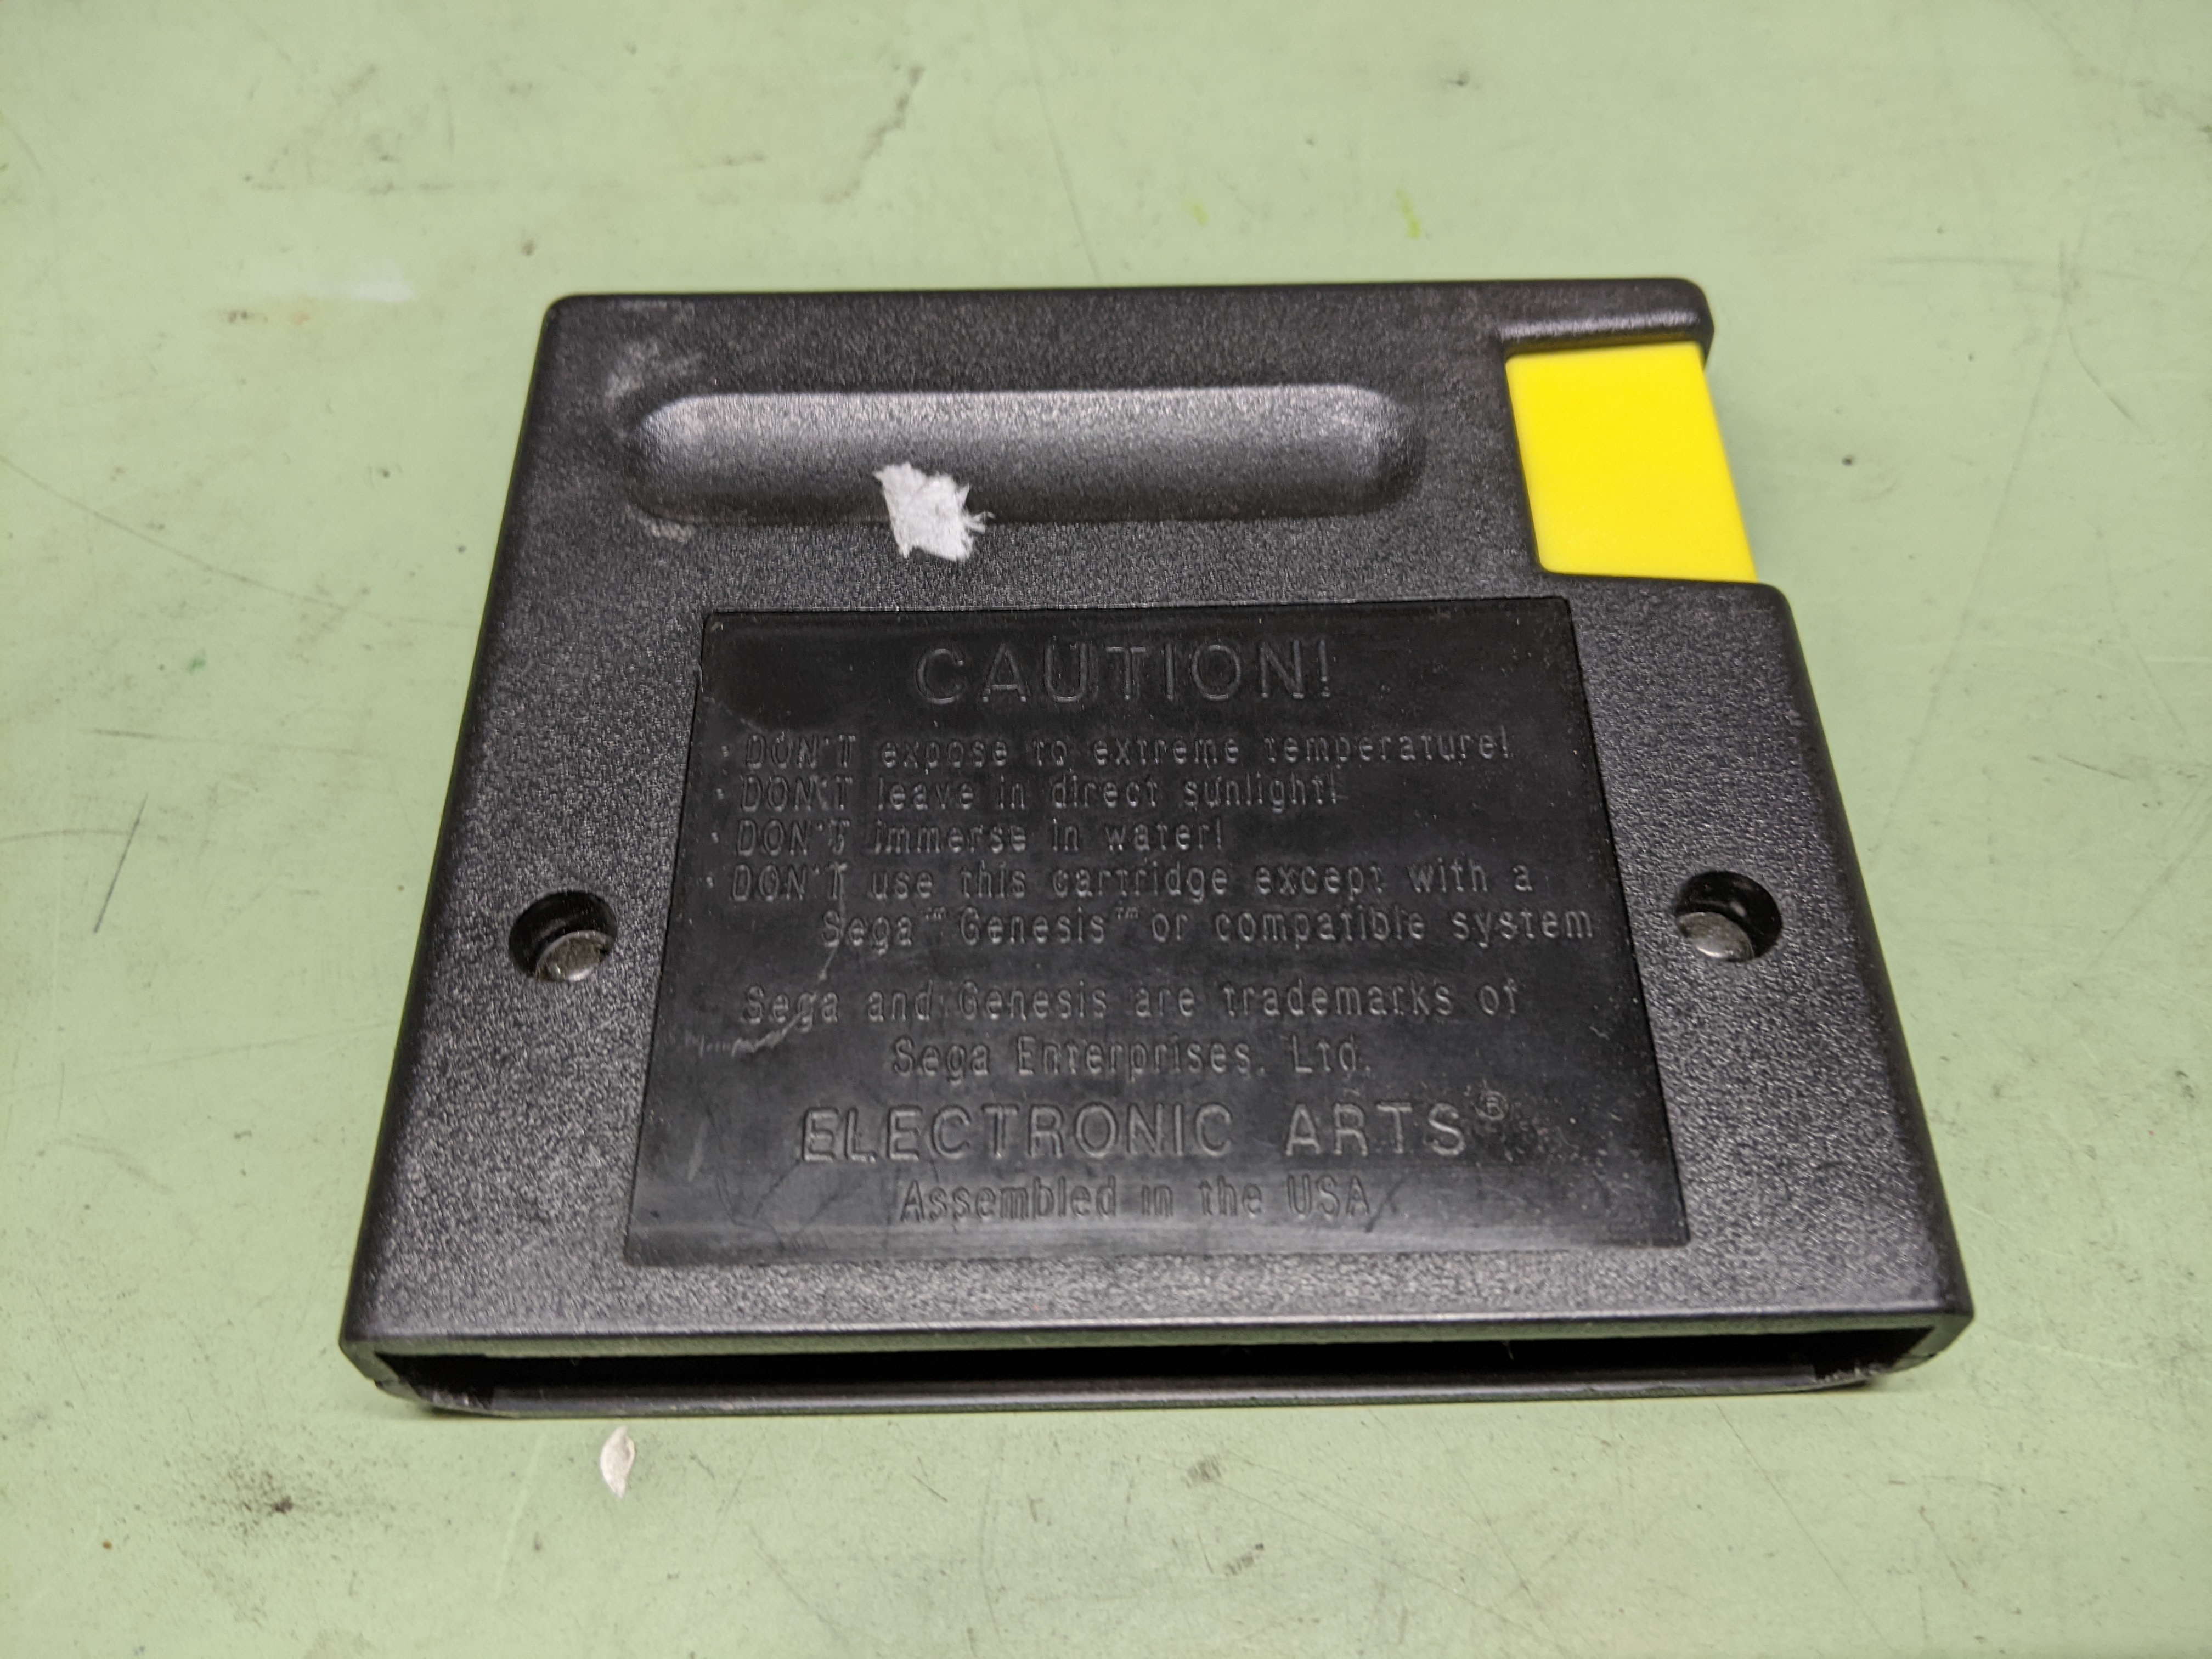 CAUTION!
· DON'T expose to extreme temperature!
· DON'T leave in direct sunlight!
· DON'T immerse in water!
· DON'T use this cartridge except with a
Sega™ Genesis™ or compatible system
Sega and Genesis are trademarks of
Sega Enterprises, Ltd.
ELECTRONIC ARTS®
Assembled in the USA